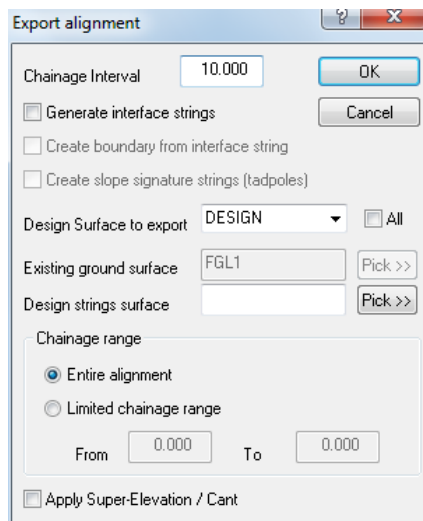 Export alignment ? x
Chainage Interval 10.000 OK
Generate interface strings Cancel
Create boundary from interface string
Create slope signature strings (tadpoles)
Design Surface to export DESIGN All
Existing ground surface FGL1 Pick >>
Design strings surface Pick >>
Chainage range
Entire alignment
Limited chainage range
From 0.000 To 0.000
Apply Super-Elevation / Cant